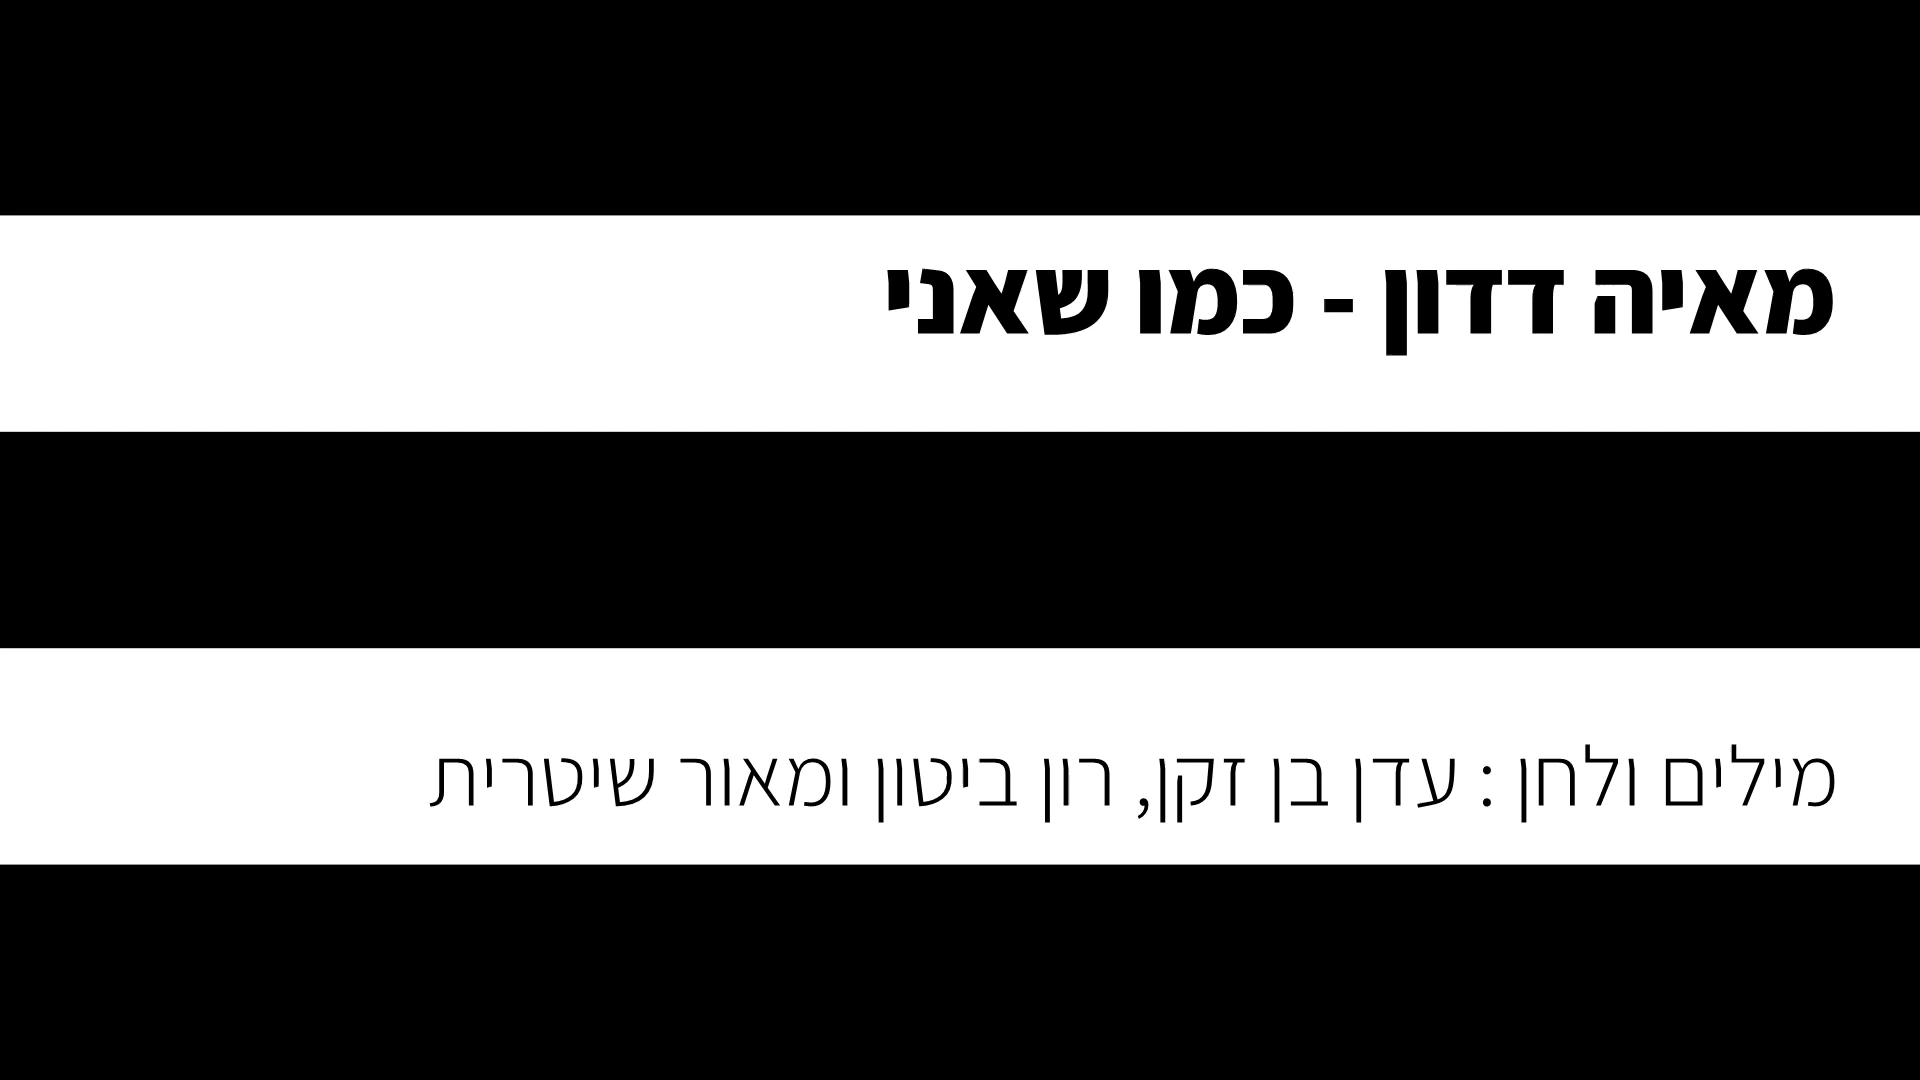 מאיה דדון - כמו שאני
מילים ולחן : עדן בן זקן, רון ביטון ומאור שיטרית